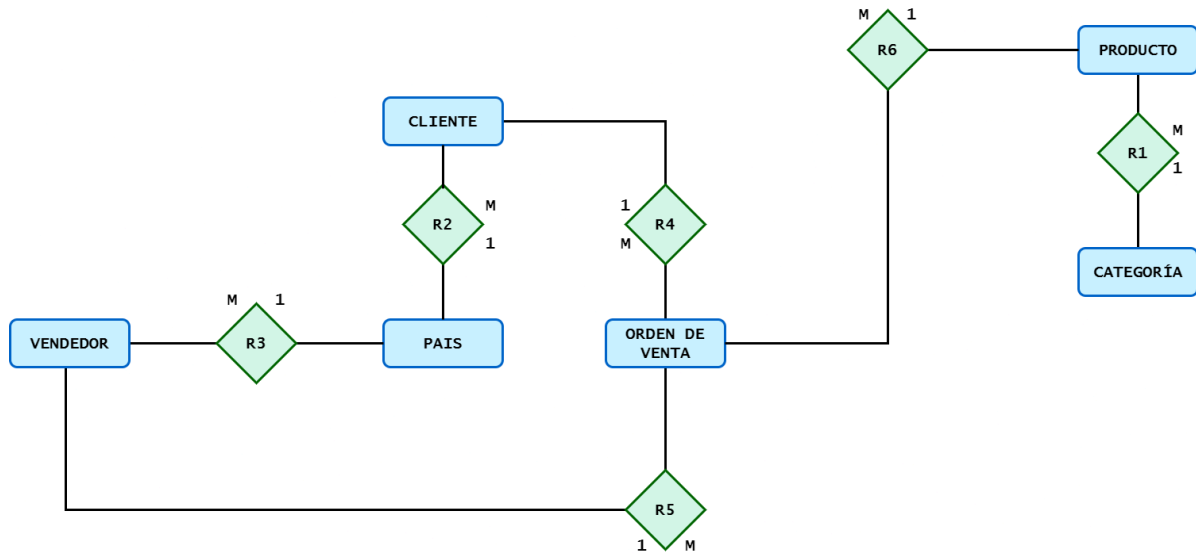 M 1
R6
PRODUCTO
CLIENTE
M
R1
1
M
R2
1
1
R4
M
CATEGORÍA
M 1
VENDEDOR
R3
PAIS
ORDEN DE
VENTA
R5
1 M